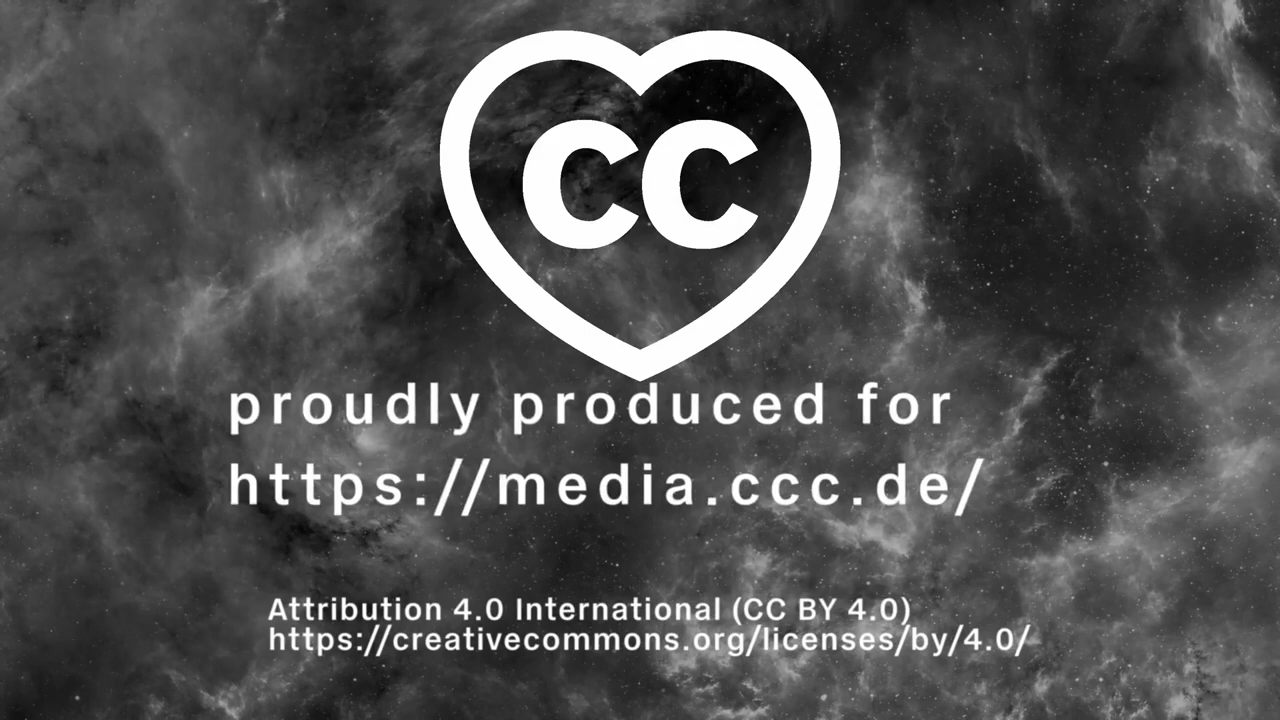 cc
proudly produced for
https://media.ccc.de/
Attribution 4.0 International (CC BY 4.0)
https://creativecommons.org/licenses/by/4.0/